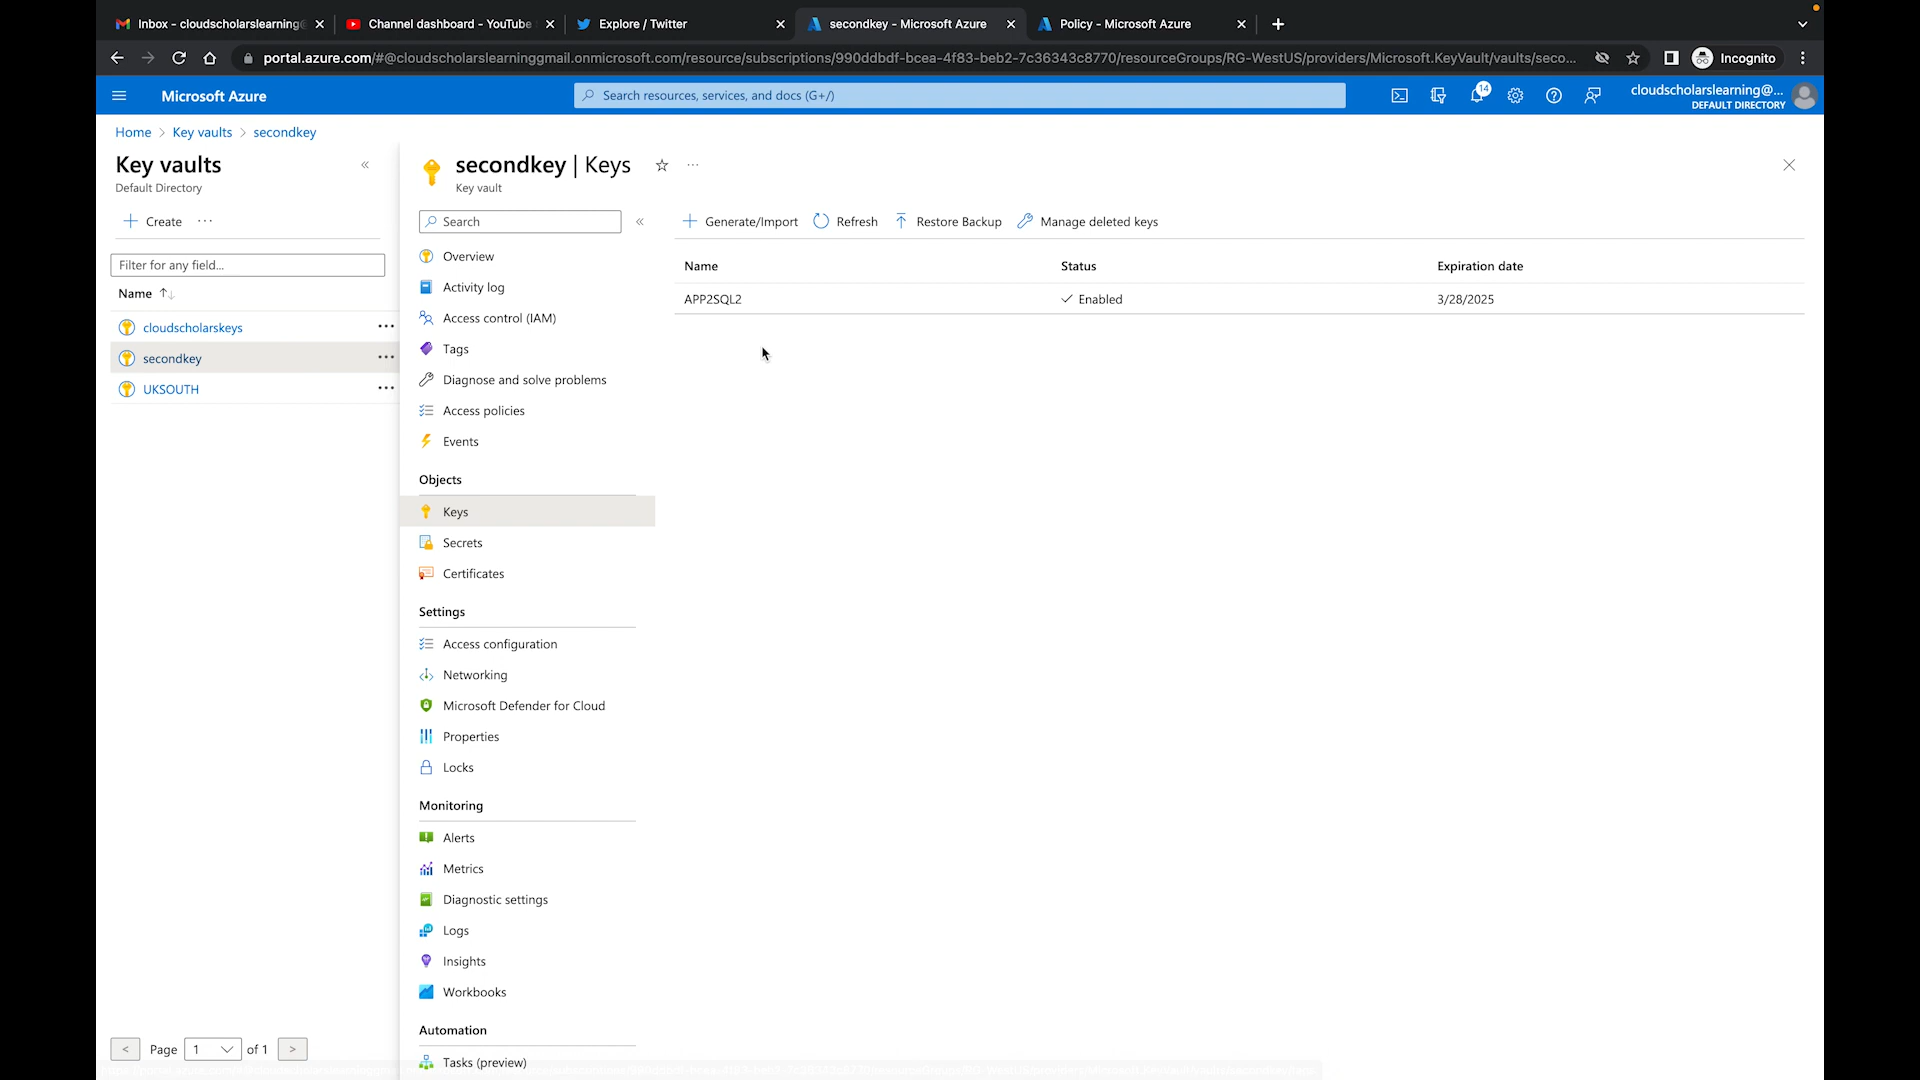 Inbox - cloudscholarslearning@
Channel dashboard - YouTube
Explore / Twitter
secondkey - Microsoft Azure
Policy - Microsoft Azure
portal.azure.com/#@cloudscholarslearninggmail.onmicrosoft.com/resource/subscriptions/990ddbdf-bcea-4f83-beb2-7c36343c8770/resourceGroups/RG-WestUS/providers/Microsoft.KeyVault/vaults/seco...
Incognito
Microsoft Azure
Search resources, services, and docs (G+/)
14
cloudscholarslearning@...
DEFAULT DIRECTORY
Home > Key vaults > secondkey
Key vaults
Default Directory
Create ...
Filter for any field...
Name
cloudscholarskeys ...
secondkey ...
UKSOUTH ...
< Page 1 of 1 >
secondkey | Keys ...
Key vault
Search
Overview
Activity log
Access control (IAM)
Tags
Diagnose and solve problems
Access policies
Events
Objects
Keys
Secrets
Certificates
Settings
Access configuration
Networking
Microsoft Defender for Cloud
Properties
Locks
Monitoring
Alerts
Metrics
Diagnostic settings
Logs
Insights
Workbooks
Automation
Tasks (preview)
Generate/Import Refresh Restore Backup Manage deleted keys
Name Status Expiration date
APP2SQL2 Enabled 3/28/2025